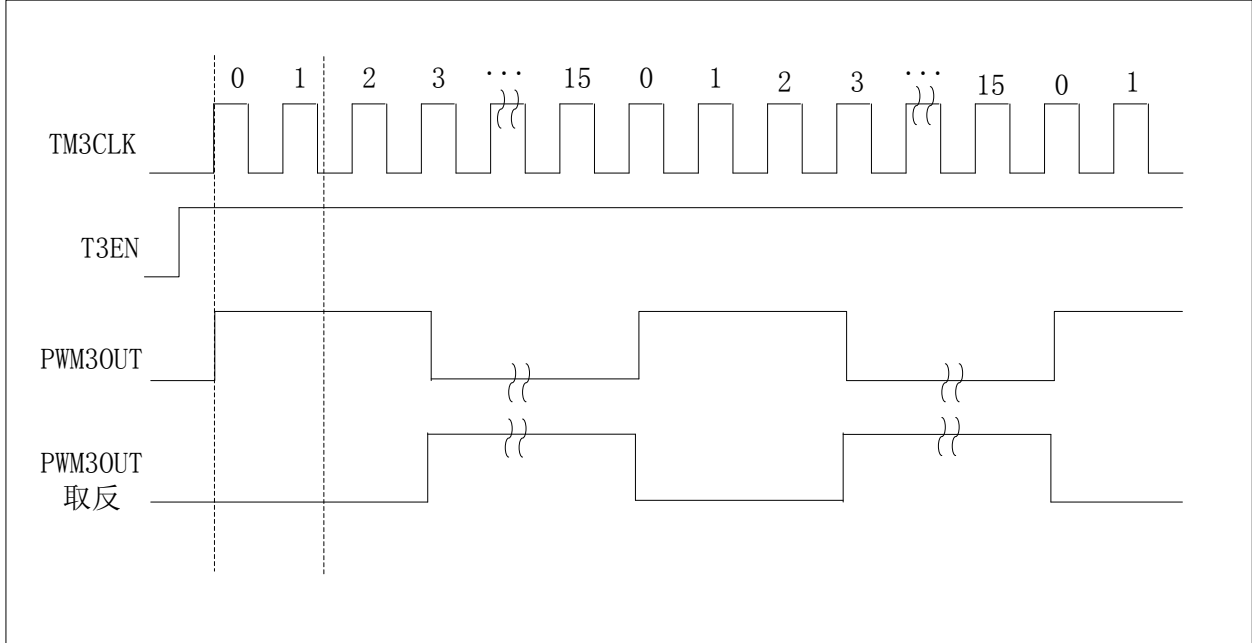 0 1 2 3 ··· 15 0 1 2 3 ··· 15 0 1
TM3CLK
T3EN
PWM3OUT
PWM3OUT
取反